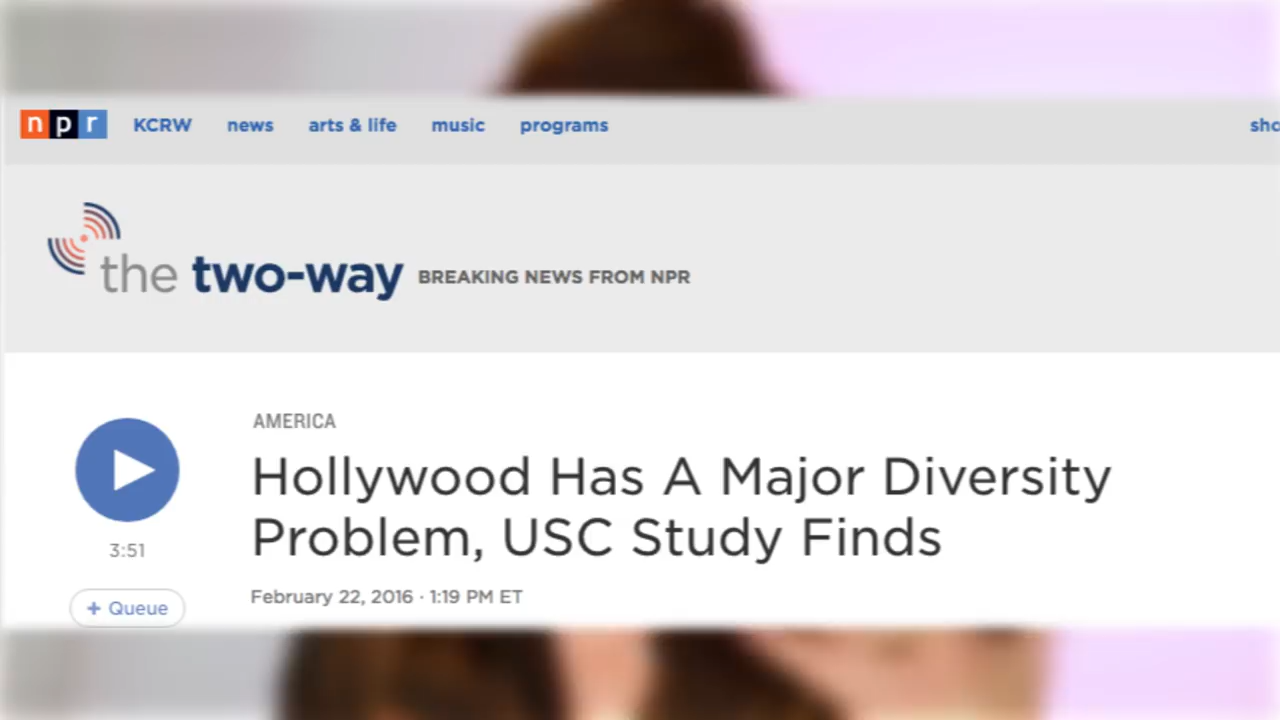 npr KCRW news arts & life music programs
the two-way BREAKING NEWS FROM NPR
AMERICA
Hollywood Has A Major Diversity
Problem, USC Study Finds
3:51
February 22, 2016 · 1:19 PM ET
+ Queue